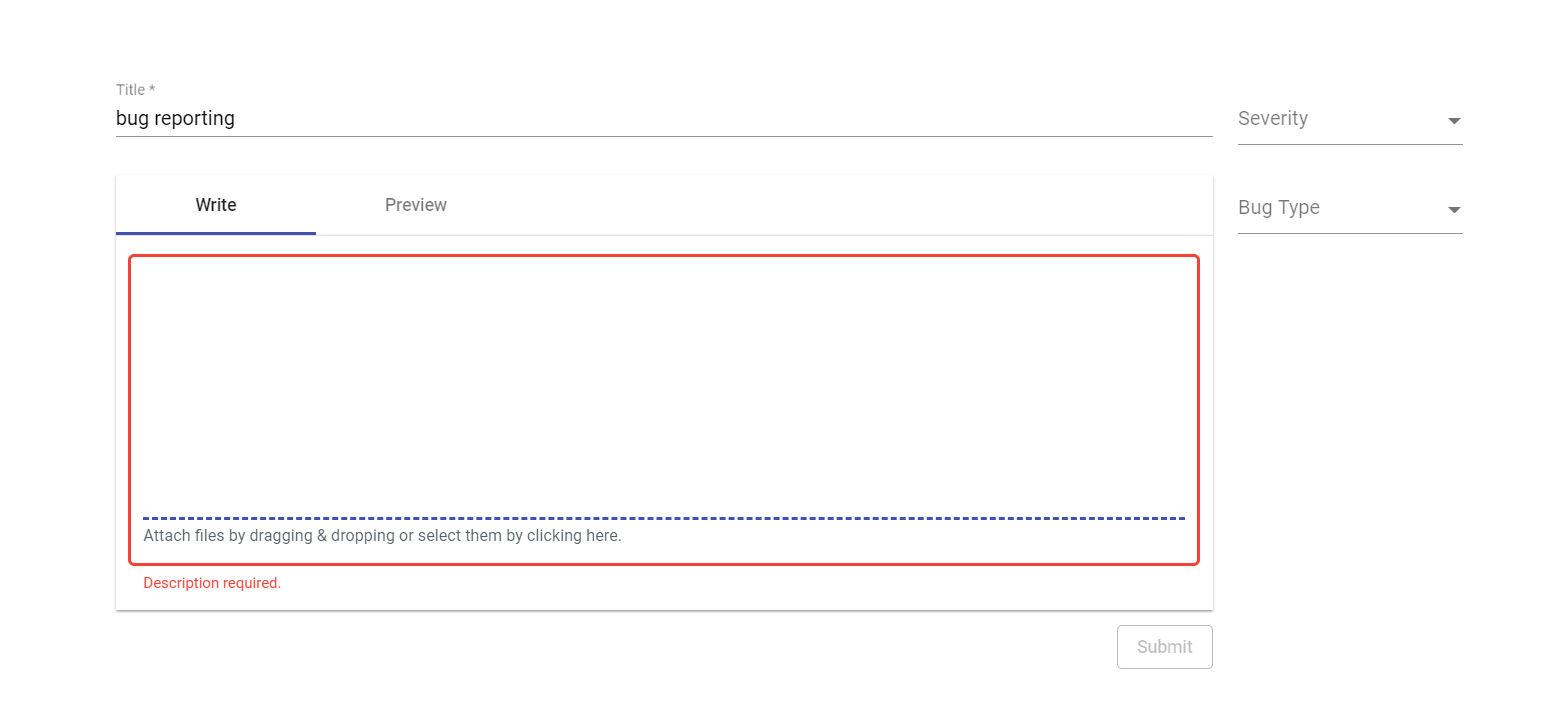 Title *
bug reporting
Severity
Write
Preview
Bug Type
Attach files by dragging & dropping or select them by clicking here.
Description required.
Submit